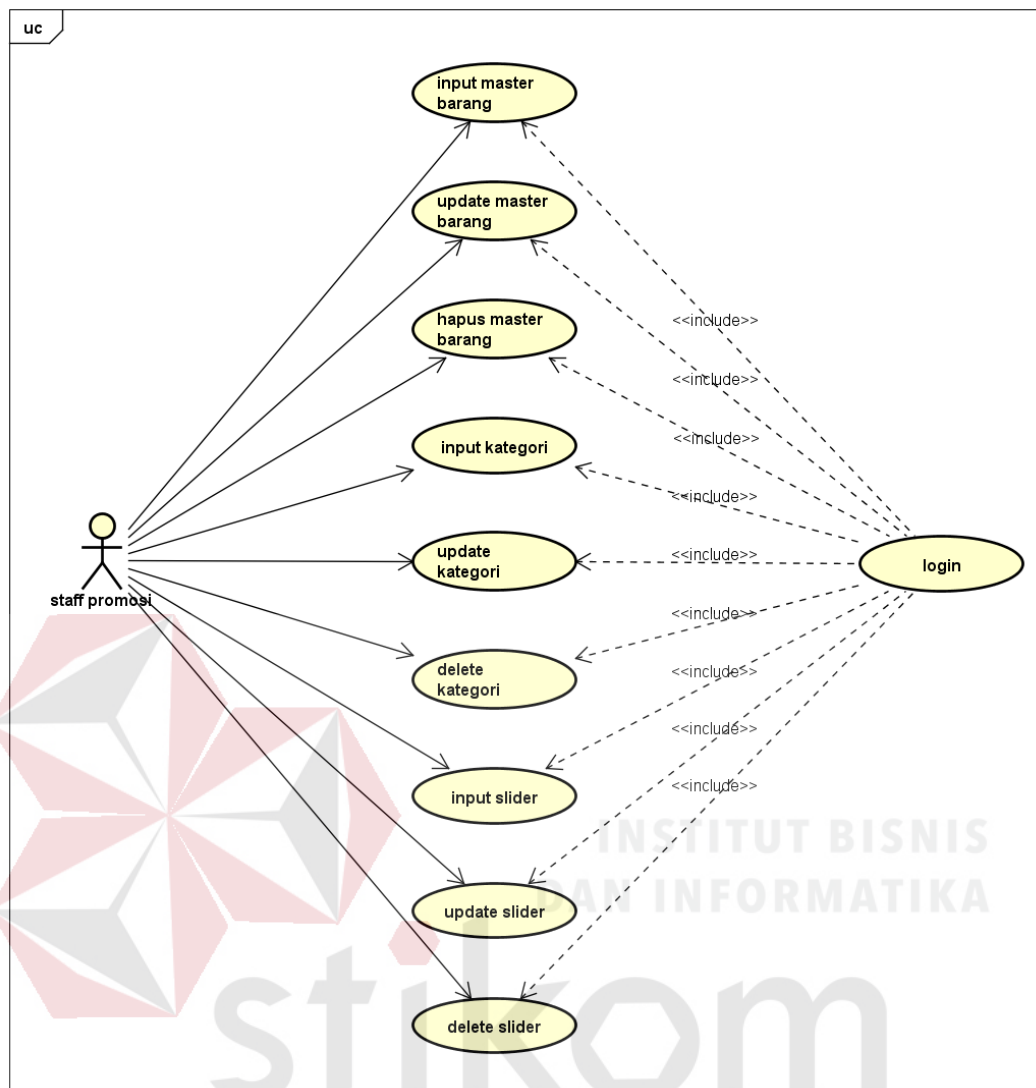 uc
input master
barang
update master
barang
hapus master
barang
input kategori
update
kategori
delete
kategori
input slider
update slider
delete slider
staff promosi
<<include>>
<<include>>
<<include>>
<<include>>
<<include>>
<<include>>
<<include>>
<<include>>
<<include>>
login
INSTITUT BISNIS
DAN INFORMATIKA
stikom